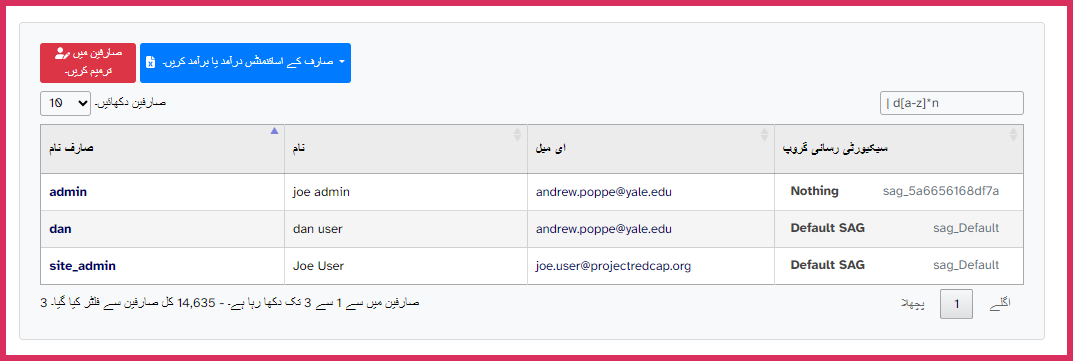 صارفین میں
ترمیم کریں۔
صارف کے اسائنمنٹس درآمد یا برآمد کریں۔
10 صارفین دکھائیں۔
| d[a-z]*n
صارف نام نام ای میل سیکیورٹی رسائی گروپ
admin joe admin andrew.poppe@yale.edu Nothing sag_5a6656168df7a
dan dan user andrew.poppe@yale.edu Default SAG sag_Default
site_admin Joe User joe.user@projectredcap.org Default SAG sag_Default
صارفین میں سے 1 سے 3 تک دکھا رہا ہے۔ - 14,635 کل صارفین سے فلٹر کیا گیا۔ 3
پچھلا 1 اگلے